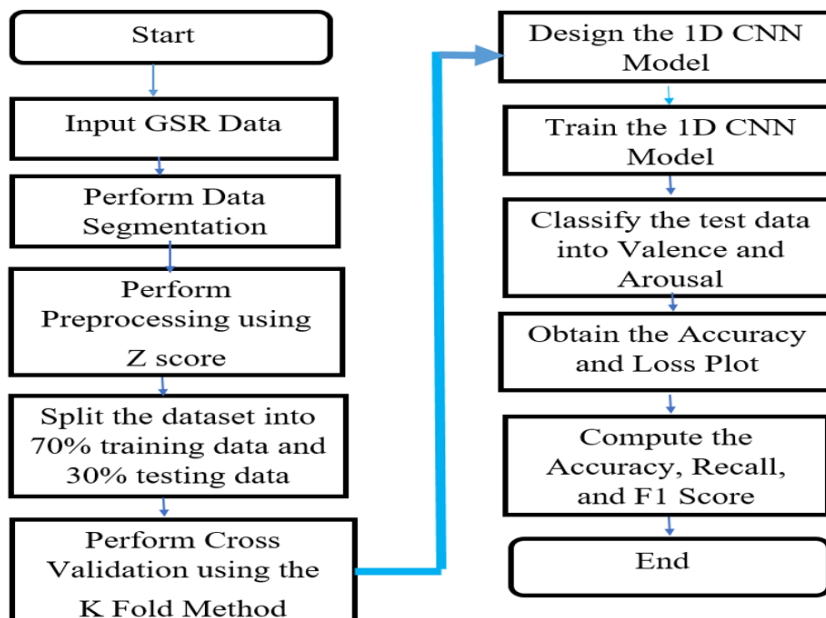 Start
Input GSR Data
Perform Data
Segmentation
Perform
Preprocessing using
Z score
Split the dataset into
70% training data and
30% testing data
Perform Cross
Validation using the
K Fold Method
Design the 1D CNN
Model
Train the 1D CNN
Model
Classify the test data
into Valence and
Arousal
Obtain the Accuracy
and Loss Plot
Compute the
Accuracy, Recall,
and F1 Score
End